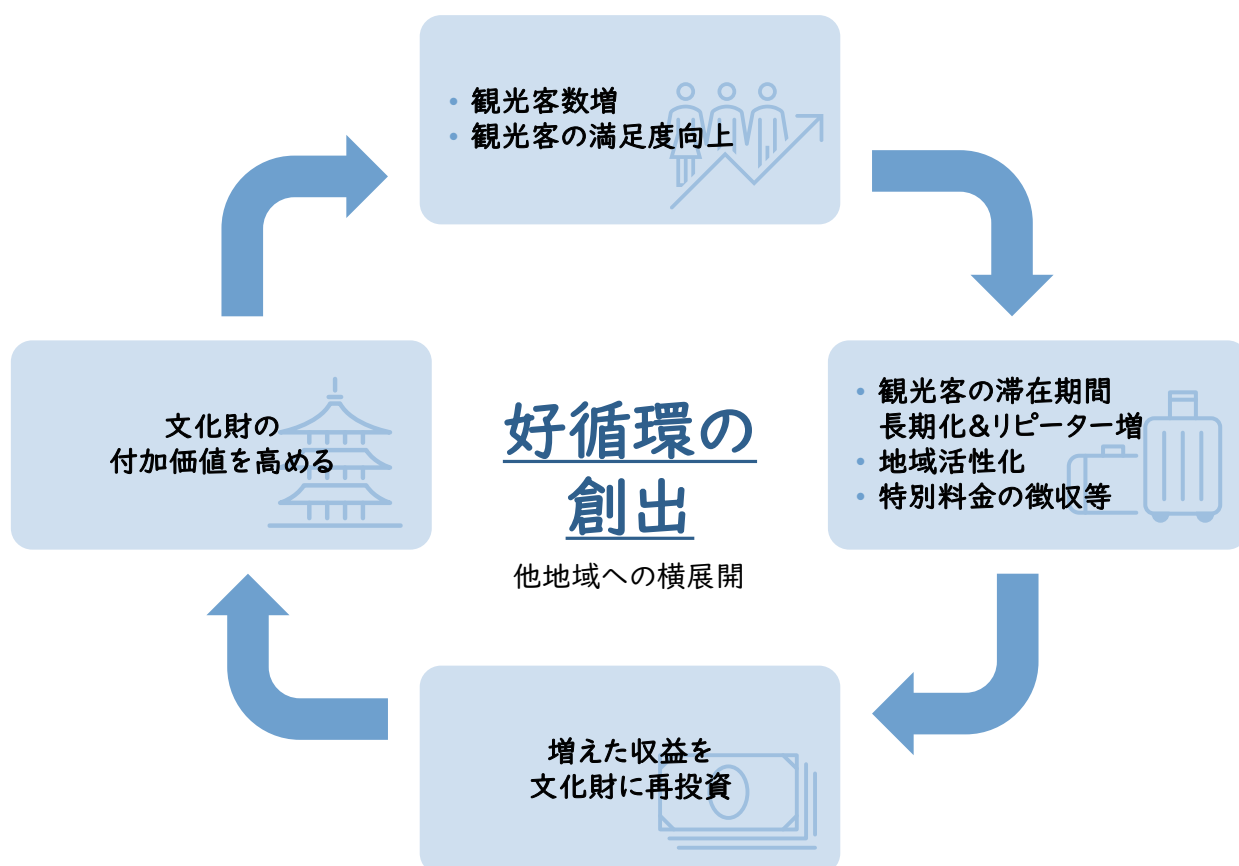 • 観光客数増
• 観光客の満足度向上
文化財の
付加価値を高める
好循環の
創出
他地域への横展開
• 観光客の滞在期間
長期化&リピーター増
• 地域活性化
• 特別料金の徴収等
増えた収益を
文化財に再投資